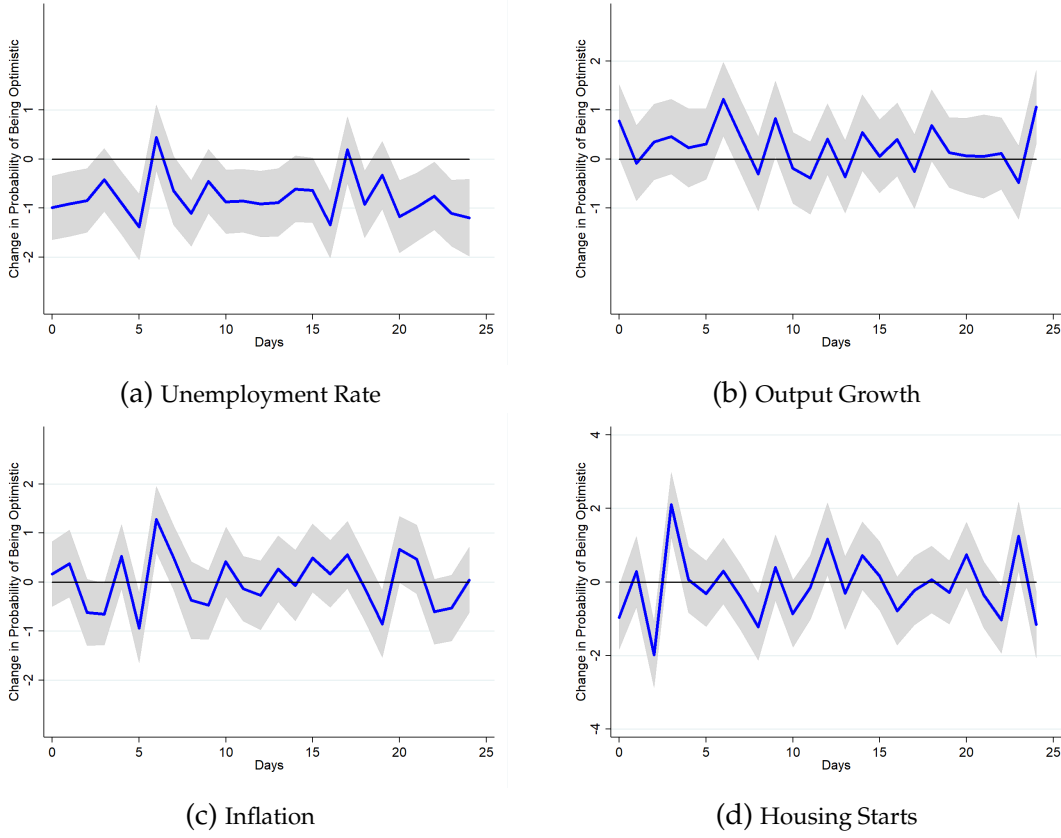 Change in Probability of Being Optimistic
1
0
-1
-2
0 5 10 15 20 25
Days
(a) Unemployment Rate
Change in Probability of Being Optimistic
2
1
0
-1
0 5 10 15 20 25
Days
(b) Output Growth
Change in Probability of Being Optimistic
2
1
0
-1
-2
0 5 10 15 20 25
Days
(c) Inflation
Change in Probability of Being Optimistic
4
2
0
-2
-4
0 5 10 15 20 25
Days
(d) Housing Starts